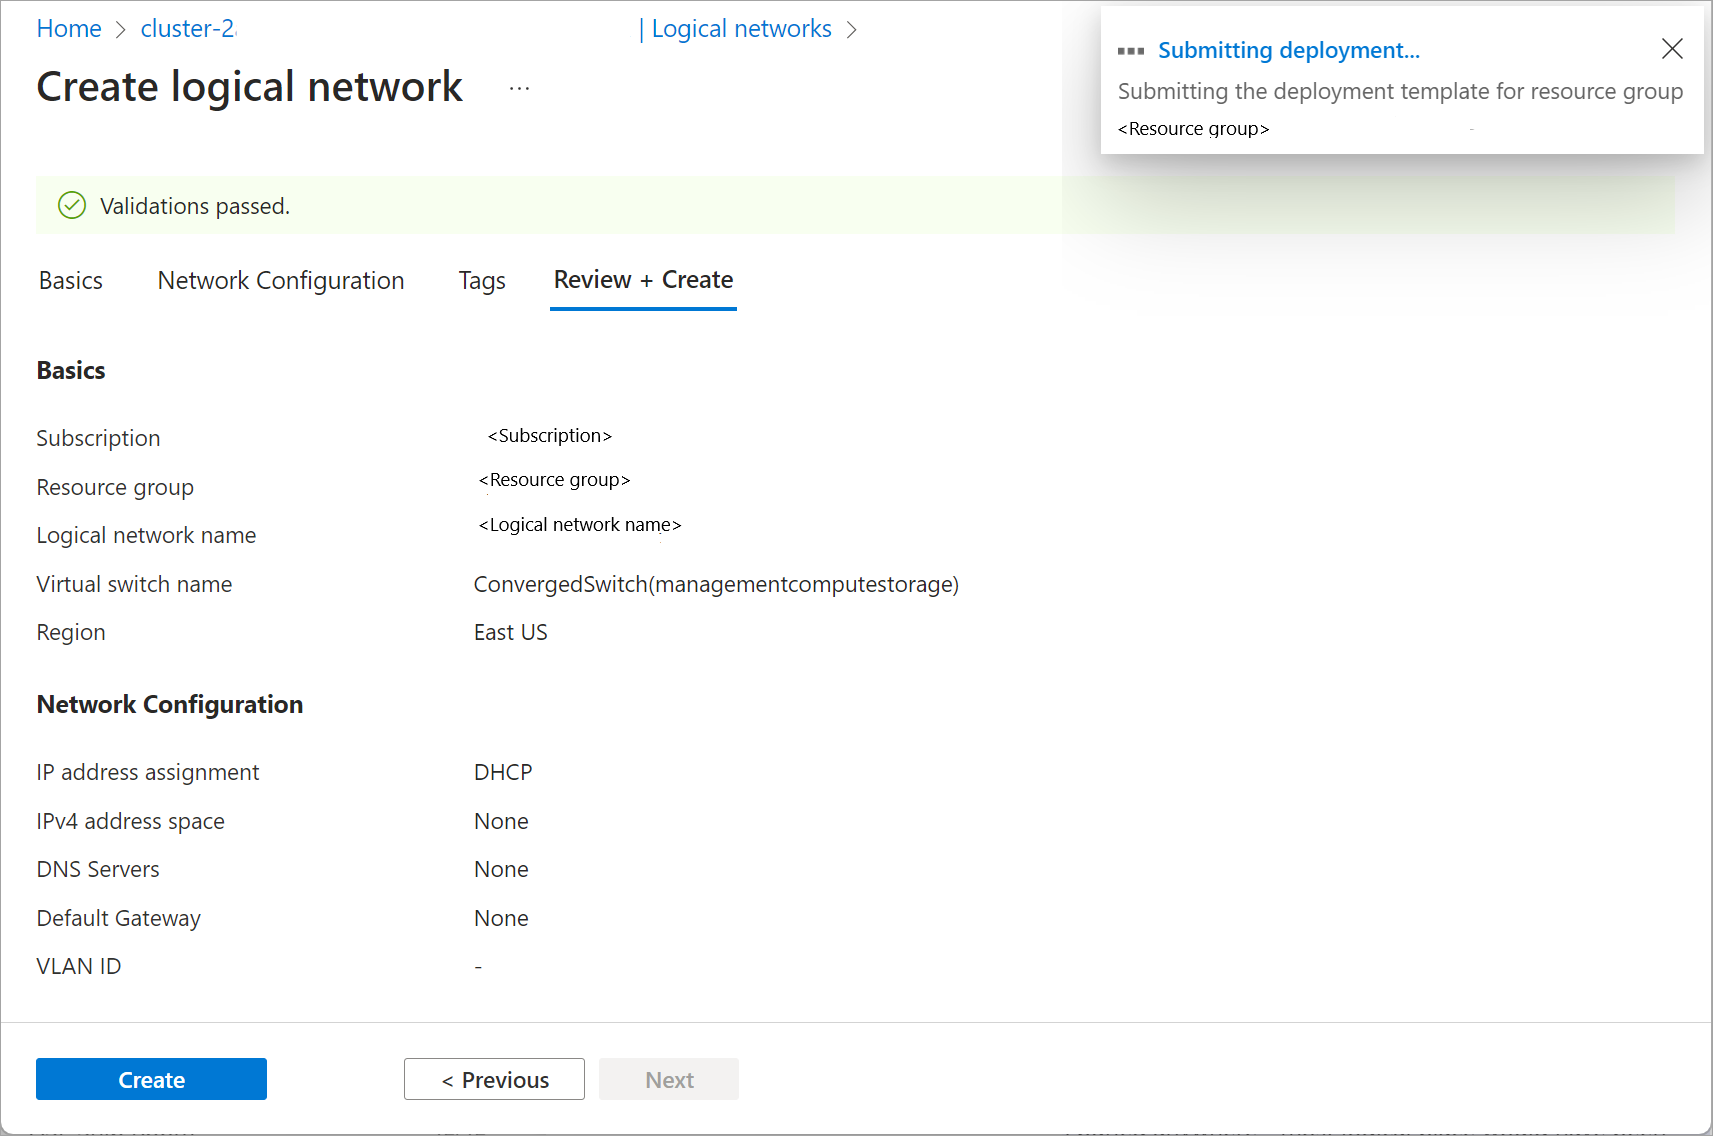 Home > cluster-2 | Logical networks >
Create logical network ...
Submitting deployment...
Submitting the deployment template for resource group
<Resource group>
Validations passed.
Basics Network Configuration Tags Review + Create
Basics
Subscription <Subscription>
Resource group <Resource group>
Logical network name <Logical network name>
Virtual switch name ConvergedSwitch(managementcomputestorage)
Region East US
Network Configuration
IP address assignment DHCP
IPv4 address space None
DNS Servers None
Default Gateway None
VLAN ID -
Create < Previous Next